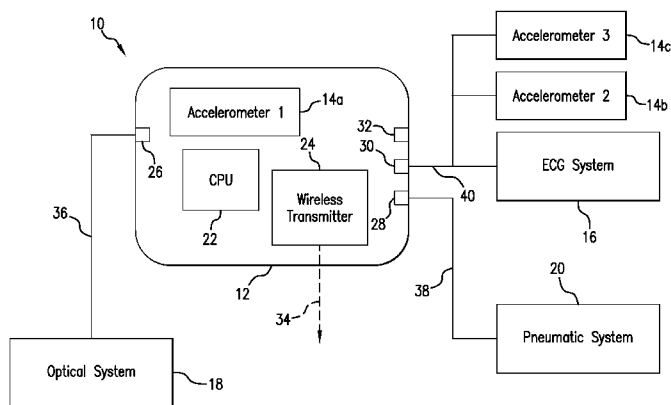 10
Accelerometer 1
14a
Accelerometer 3
14c
Accelerometer 2
14b
32
30
26
CPU
22
24
Wireless
Transmitter
28
40
ECG System
16
36
12
34
38
20
Pneumatic System
Optical System
18